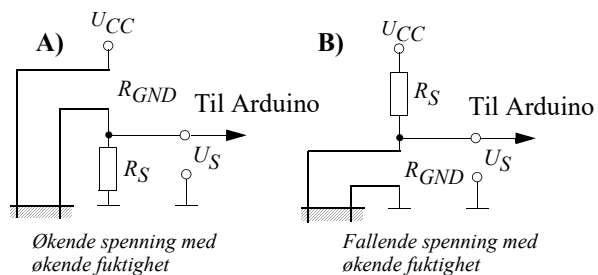 A)
U_CC
R_GND
Til Arduino
R_S
U_S
Økende spenning med
økende fuktighet
B)
U_CC
R_S
Til Arduino
U_S
R_GND
Fallende spenning med
økende fuktighet